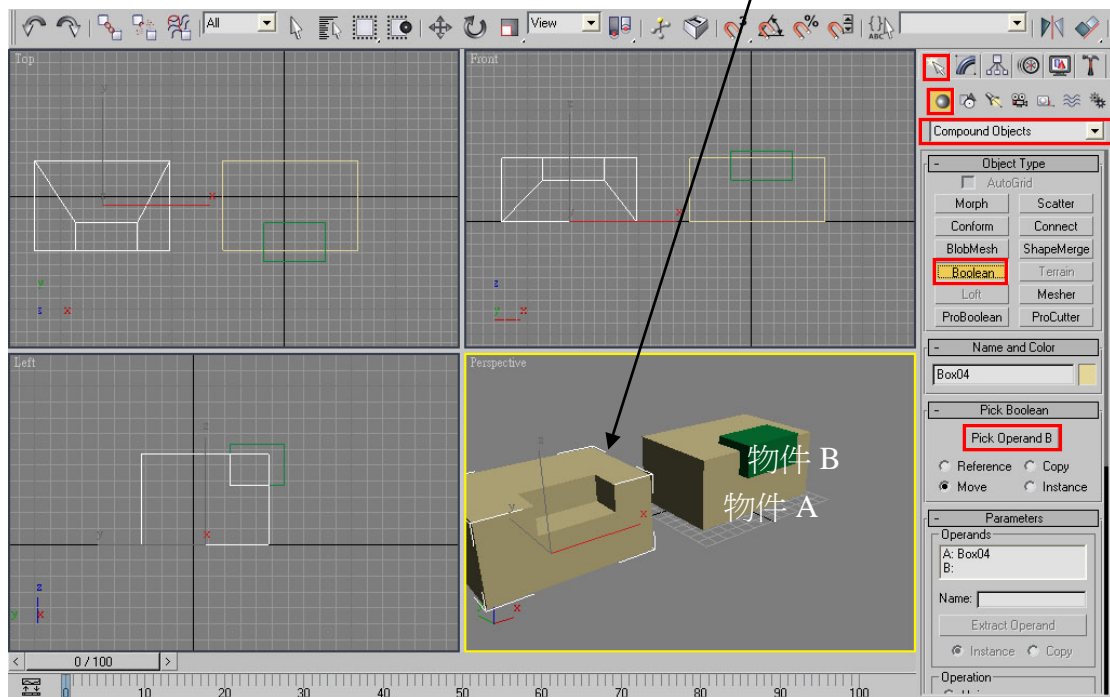 All
View
ABC
Top
Front
Left
Perspective
物件 B
物件 A
Compound Objects
- Object Type
AutoGrid
Morph Scatter
Conform Connect
BlobMesh ShapeMerge
Boolean Terrain
Loft Mesher
ProBoolean ProCutter
- Name and Color
Box04
- Pick Boolean
Pick Operand B
Reference Copy
Move Instance
- Parameters
Operands
A: Box04
B:
Name:
Extract Operand
Instance Copy
Operation
< 0 / 100 >
0 10 20 30 40 50 60 70 80 90 100